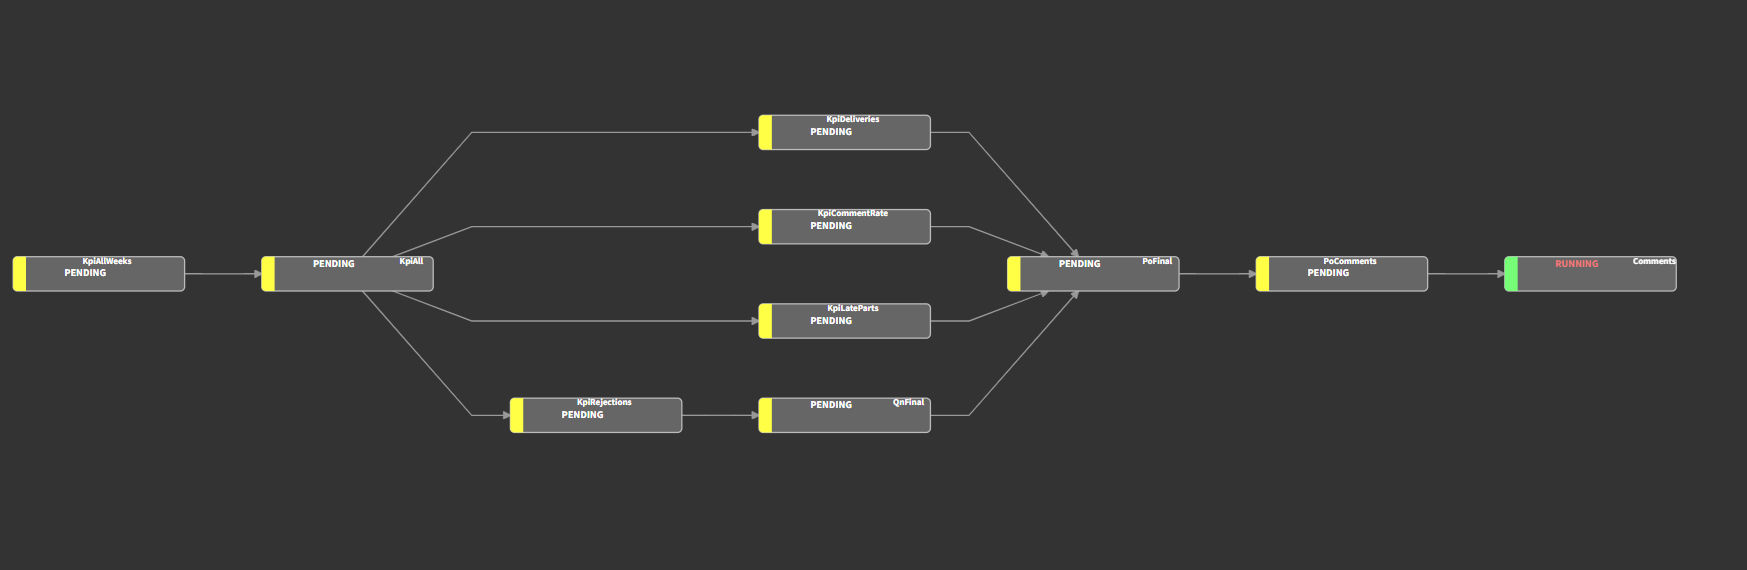 KpiDeliveries
PENDING
KpiCommentRate
PENDING
KpiAllWeeks
PENDING
PENDING KpiAll
PENDING PoFinal
PoComments
PENDING
RUNNING Comments
KpiLateParts
PENDING
KpiRejections
PENDING
PENDING QnFinal